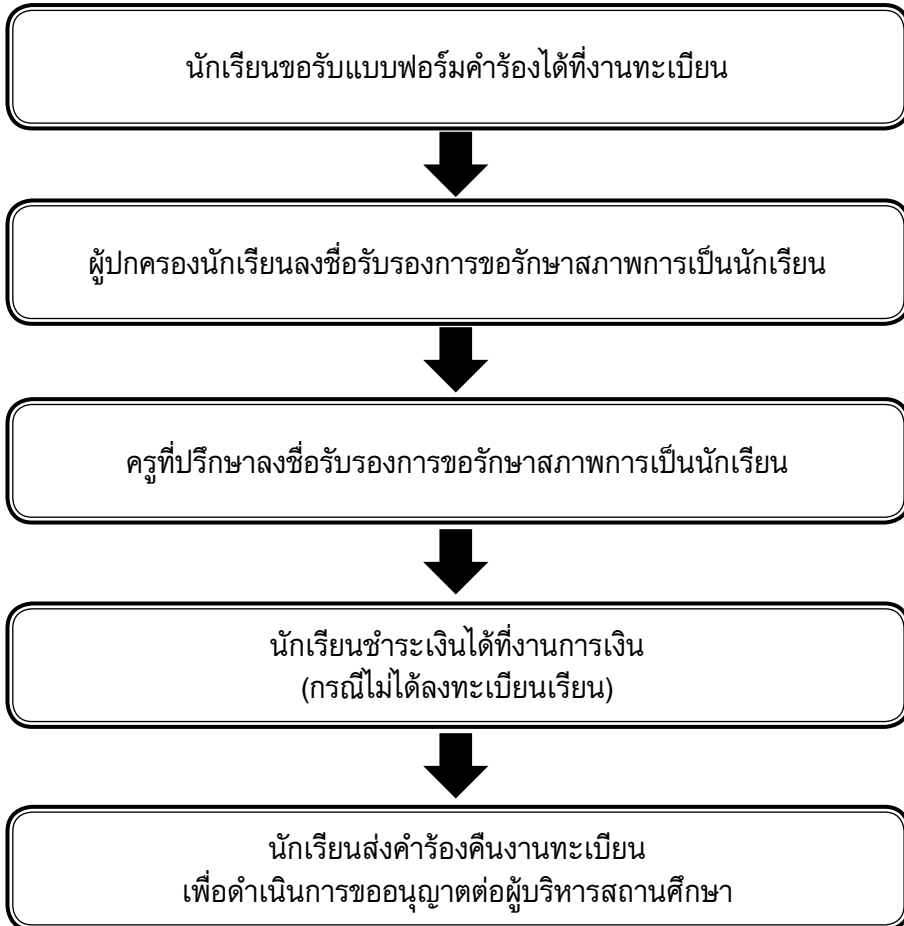 นักเรียนขอรับแบบฟอร์มคำร้องได้ที่งานทะเบียน
ผู้ปกครองนักเรียนลงชื่อรับรองการขอรักษาสภาพการเป็นนักเรียน
ครูที่ปรึกษาลงชื่อรับรองการขอรักษาสภาพการเป็นนักเรียน
นักเรียนชำระเงินได้ที่งานการเงิน
(กรณีไม่ได้ลงทะเบียนเรียน)
นักเรียนส่งคำร้องคืนงานทะเบียน
เพื่อดำเนินการขออนุญาตต่อผู้บริหารสถานศึกษา